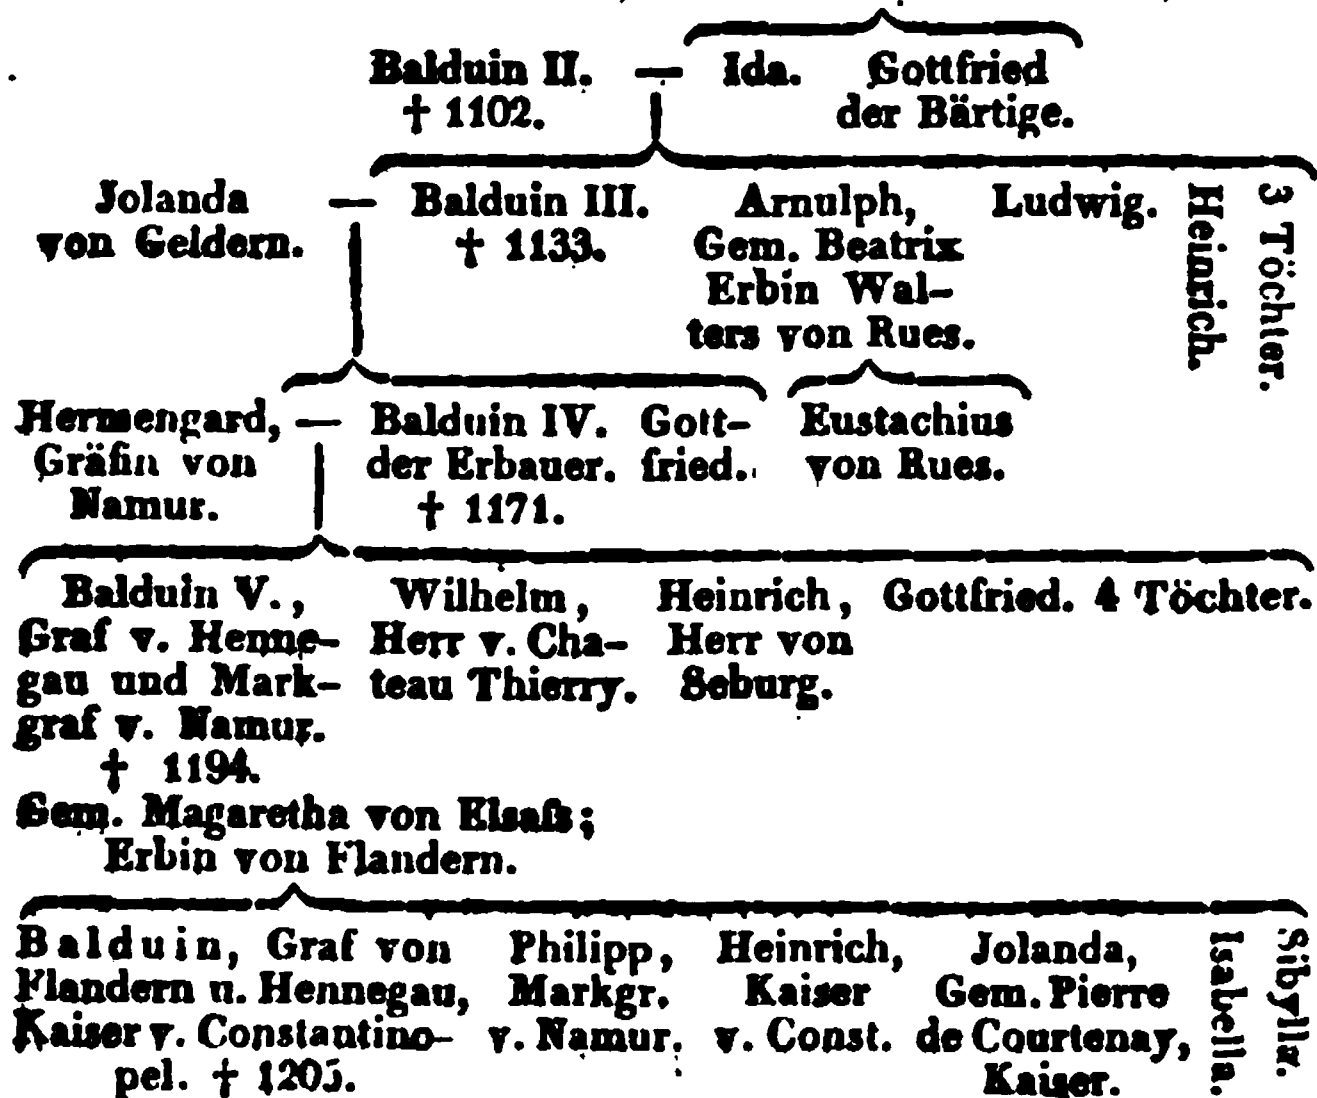 Balduin II. — Ida. Gottfried
† 1102. der Bärtige.
Jolanda — Balduin III. Arnulph, Ludwig. Heinrich. 3 Töchter.
von Geldern. † 1133. Gem. Beatrix
Erbin Wal-
ters von Rues.
Hermengard, — Balduin IV. Gott- Eustachius
Gräfin von der Erbauer. fried. von Rues.
Namur. † 1171.
Balduin V., Wilhelm, Heinrich, Gottfried. 4 Töchter.
Graf v. Henne- Herr v. Cha- Herr von
gau und Mark- teau Thierry. Seburg.
graf v. Namur.
† 1194.
Gem. Magaretha von Elsaſs;
Erbin von Flandern.
Balduin, Graf von Philipp, Heinrich, Jolanda, Isabella. Sibylla.
Flandern u. Hennegau, Markgr. Kaiser Gem. Pierre
Kaiser v. Constantino- v. Namur. v. Const. de Courtenay,
pel. † 1205. Kaiser.